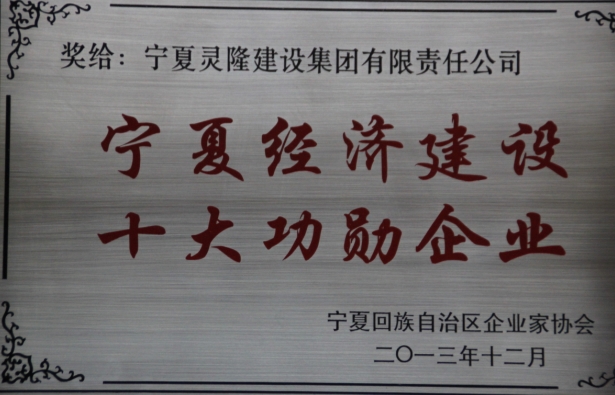 奖给：宁夏灵隆建设集团有限责任公司
宁夏经济建设
十大功勋企业
宁夏回族自治区企业家协会
二〇一三年十二月